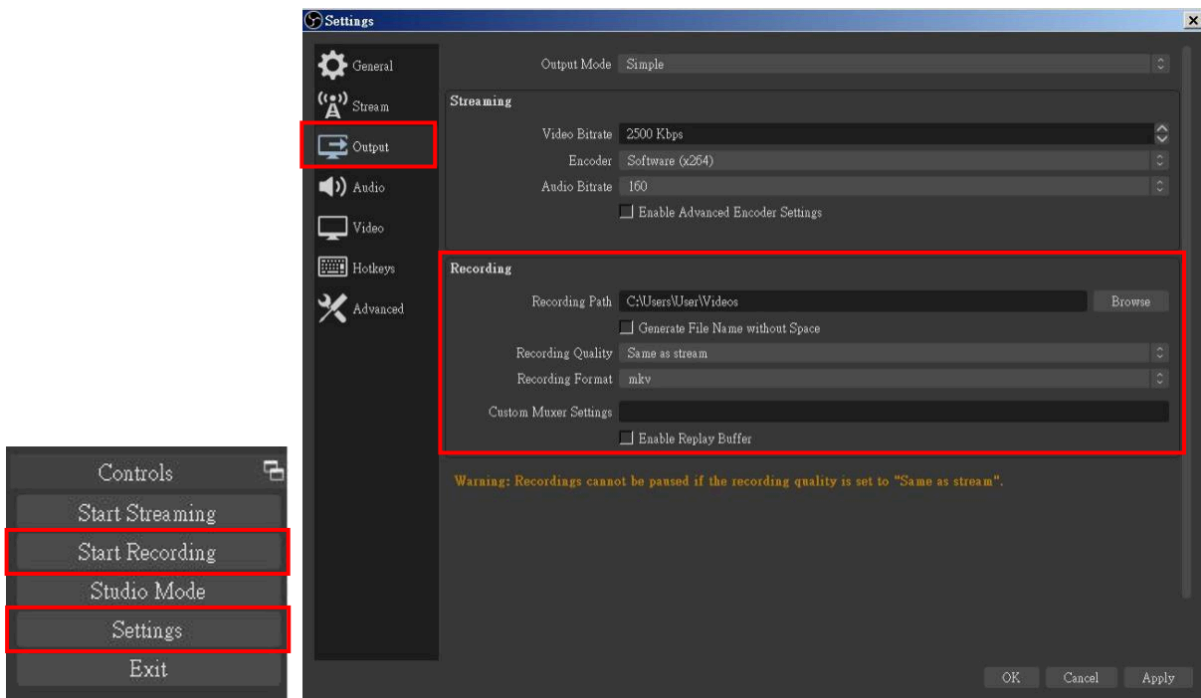 Settings
General
Stream
Output
Audio
Video
Hotkeys
Advanced
Output Mode Simple
Streaming
Video Bitrate 2500 Kbps
Encoder Software (x264)
Audio Bitrate 160
Enable Advanced Encoder Settings
Recording
Recording Path C:\Users\User\Videos Browse
Generate File Name without Space
Recording Quality Same as stream
Recording Format mkv
Custom Muxer Settings
Enable Replay Buffer
Warning: Recordings cannot be paused if the recording quality is set to "Same as stream".
OK Cancel Apply
Controls
Start Streaming
Start Recording
Studio Mode
Settings
Exit